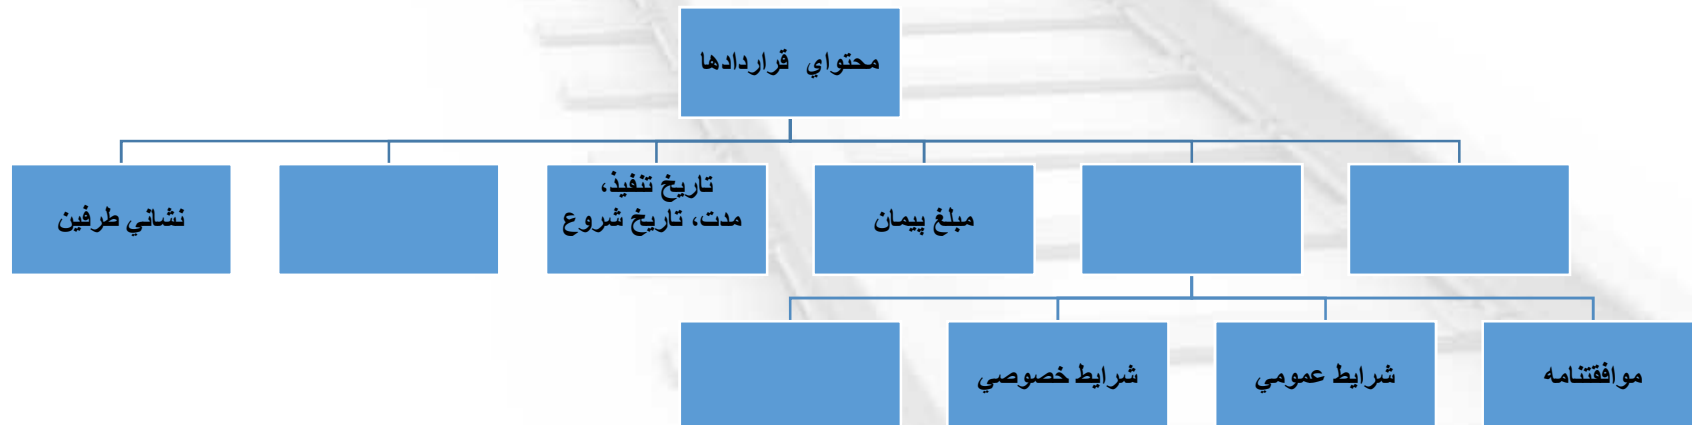 محتواي قراردادها
مبلغ پيمان
تاريخ تنفيذ،
مدت، تاريخ شروع
نشاني طرفين
موافقتنامه
شرايط عمومي
شرايط خصوصي